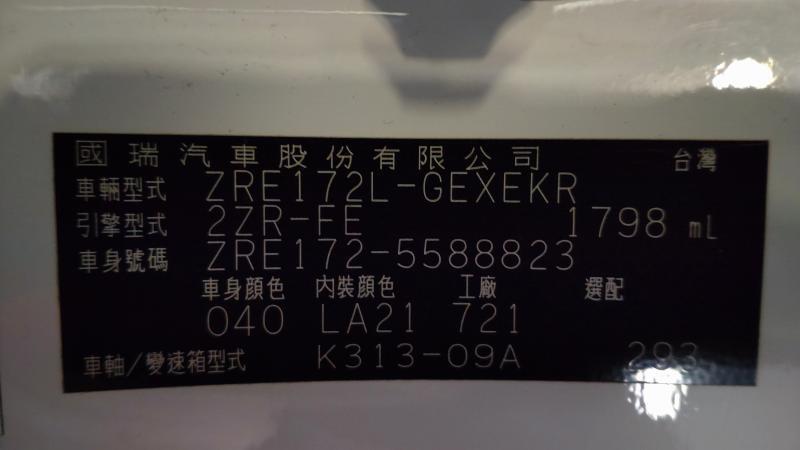 國瑞汽車股份有限公司 台灣
車輛型式 ZRE172L-GEXEKR
引擎型式 2ZR-FE 1798 mL
車身號碼 ZRE172-5588823
車身顏色 內裝顏色 工廠 選配
040 LA21 721
車軸/變速箱型式 K313-09A 293